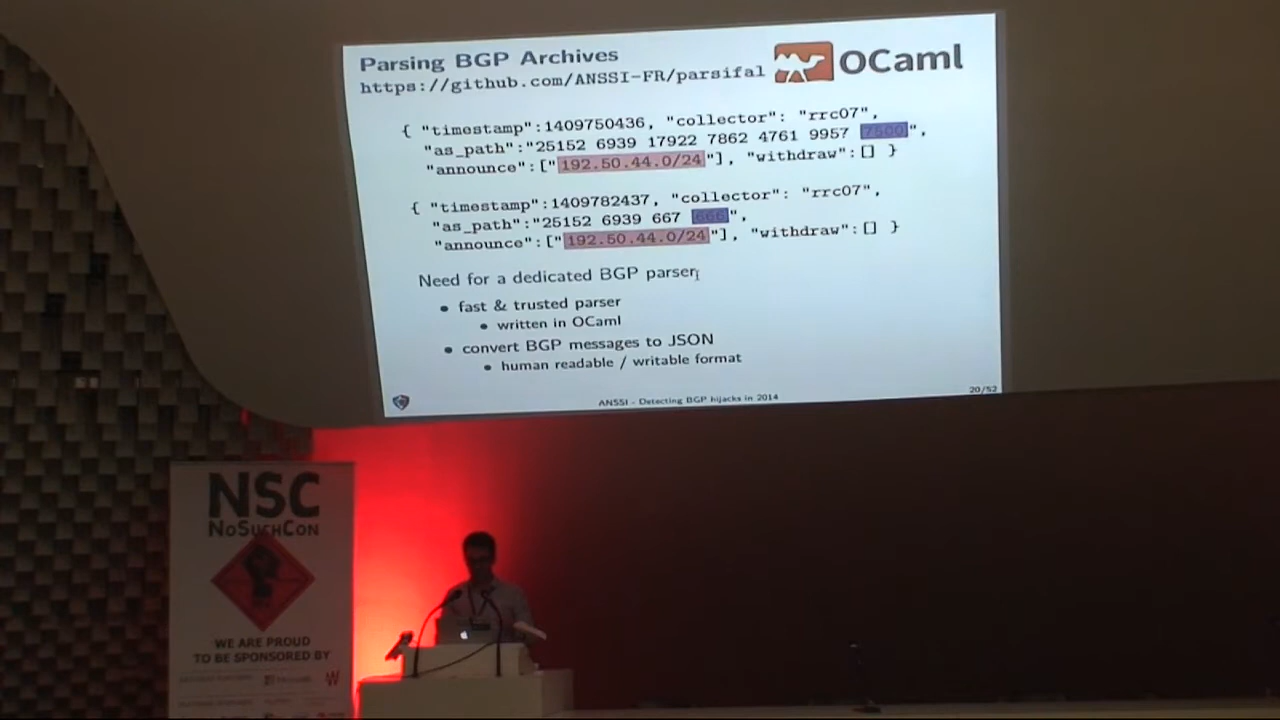 Parsing BGP Archives
https://github.com/ANSSI-FR/parsifal
OCaml
{ "timestamp":1409750436, "collector": "rrc07",
"as_path":"25152 6939 17922 7862 4761 9957 7500",
"announce":["192.50.44.0/24"], "withdraw":[] }
{ "timestamp":1409782437, "collector": "rrc07",
"as_path":"25152 6939 667 666",
"announce":["192.50.44.0/24"], "withdraw":[] }
Need for a dedicated BGP parser
• fast & trusted parser
• written in OCaml
• convert BGP messages to JSON
• human readable / writable format
ANSSI - Detecting BGP hijacks in 2014
20/52
NSC
NoSuchCon
WE ARE PROUD
TO BE SPONSORED BY